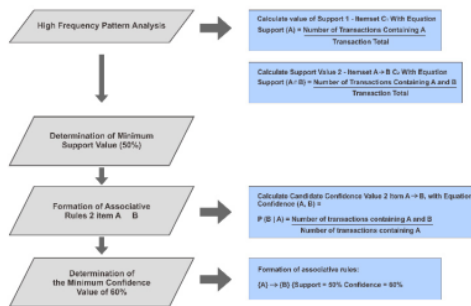 High Frequency Pattern Analysis
Calculate value of Support 1 - Itemset C₁ With Equation
Support (A) = Number of Transactions Containing A
Transaction Total
Calculate Support Value 2 - Itemset A→ B C₂ With Equation
Support (A∩B) = Number of Transactions Containing A and B
Transaction Total
Determination of Minimum
Support Value (50%)
Formation of Associative
Rules 2 item A B
Calculate Candidate Confidence Value 2 Item A→ B, with Equation
Confidence (A, B) =
P (B | A) = Number of transactions containing A and B
Number of transactions containing A
Determination of
the Minimum Confidence
Value of 60%
Formation of associative rules:
{A} → {B} {Support = 50% Confidence = 60%